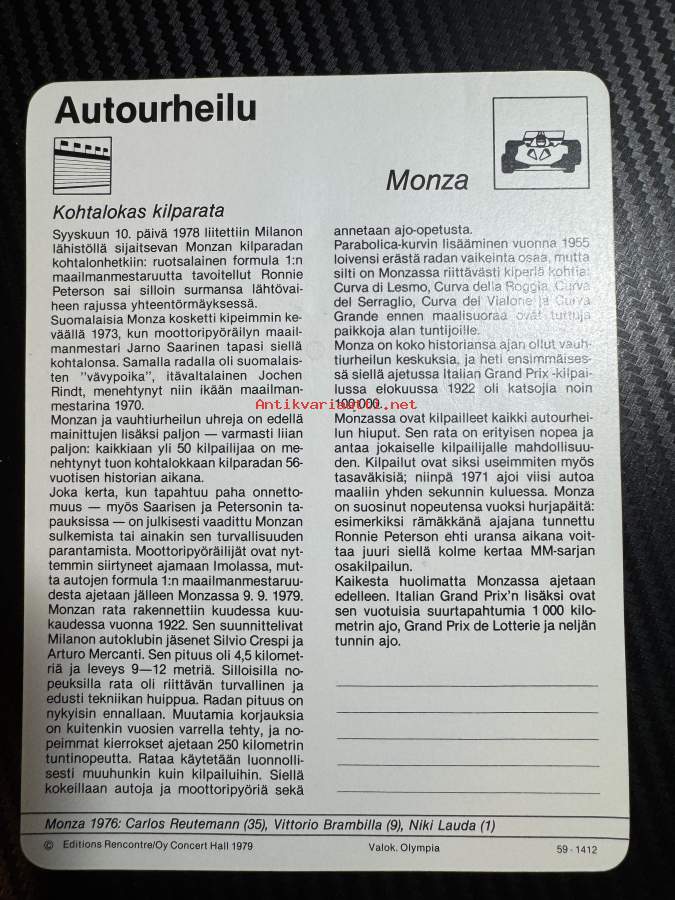 Autourheilu
Monza
Kohtalokas kilparata
Syyskuun 10. päivä 1978 liitettiin Milanon
lähistöllä sijaitsevan Monzan kilparadan
kohtalonhetkiin: ruotsalainen formula 1:n
maailmanmestaruutta tavoitellut Ronnie
Peterson sai silloin surmansa lähtövai-
heen rajussa yhteentörmäyksessä.
Suomalaisia Monza kosketti kipeimmin ke-
väällä 1973, kun moottoripyöräilyn maail-
manmestari Jarno Saarinen tapasi siellä
kohtalonsa. Samalla radalla oli suomalais-
ten "vävypoika", itävaltalainen Jochen
Rindt, menehtynyt niin ikään maailman-
mestarina 1970.
Monzan ja vauhtiurheilun uhreja on edellä
mainittujen lisäksi paljon — varmasti liian
paljon: kaikkiaan yli 50 kilpailijaa on me-
nehtynyt tuon kohtalokkaan kilparadan 56-
vuotisen historian aikana.
Joka kerta, kun tapahtuu paha onnetto-
muus — myös Saarisen ja Petersonin ta-
pauksissa — on julkisesti vaadittu Monzan
sulkemista tai ainakin sen turvallisuuden
parantamista. Moottoripyöräilijät ovat nyt-
temmin siirtyneet ajamaan Imolassa, mut-
ta autojen formula 1:n maailmanmestaruu-
desta ajetaan jälleen Monzassa 9. 9. 1979.
Monzan rata rakennettiin kuudessa kuu-
kaudessa vuonna 1922. Sen suunnittelivat
Milanon autoklubin jäsenet Silvio Crespi ja
Arturo Mercanti. Sen pituus oli 4,5 kilomet-
riä ja leveys 9—12 metriä. Silloisilla no-
peuksilla rata oli riittävän turvallinen ja
edusti tekniikan huippua. Radan pituus on
nykyisin ennallaan. Muutamia korjauksia
on kuitenkin vuosien varrella tehty, ja no-
peimmat kierrokset ajetaan 250 kilometrin
tuntinopeutta. Rataa käytetään luonnolli-
sesti muuhunkin kuin kilpailuihin. Siellä
kokeillaan autoja ja moottoripyöriä sekä
annetaan ajo-opetusta.
Parabolica-kurvin lisääminen vuonna 1955
loivensi erästä radan vaikeinta osaa, mutta
silti on Monzassa riittävästi kiperiä kohtia:
Curva di Lesmo, Curva della Roggia, Curva
del Serraglio, Curva del Vialone ja Curva
Grande ennen maalisuoraa ovat tuttuja
paikkoja alan tuntijoille.
Monza on koko historiansa ajan ollut vauh-
tiurheilun keskuksia, ja heti ensimmäises-
sä siellä ajetussa Italian Grand Prix -kilpai-
lussa elokuussa 1922 oli katsojia noin
100 000.
Antikvariaatti.net
Monzassa ovat kilpailleet kaikki autourhei-
lun hiuput. Sen rata on erityisen nopea ja
antaa jokaiselle kilpailijalle mahdollisuu-
den. Kilpailut ovat siksi useimmiten myös
tasaväkisiä; niinpä 1971 ajoi viisi autoa
maaliin yhden sekunnin kuluessa. Monza
on suosinut nopeutensa vuoksi hurjapäitä:
esimerkiksi rämäkkänä ajajana tunnettu
Ronnie Peterson ehti uransa aikana voit-
taa juuri siellä kolme kertaa MM-sarjan
osakilpailun.
Kaikesta huolimatta Monzassa ajetaan
edelleen. Italian Grand Prix'n lisäksi ovat
sen vuotuisia suurtapahtumia 1 000 kilo-
metrin ajo, Grand Prix de Lotterie ja neljän
tunnin ajo.
Monza 1976: Carlos Reutemann (35), Vittorio Brambilla (9), Niki Lauda (1)
© Editions Rencontre/Oy Concert Hall 1979
Valok. Olympia
59 - 1412